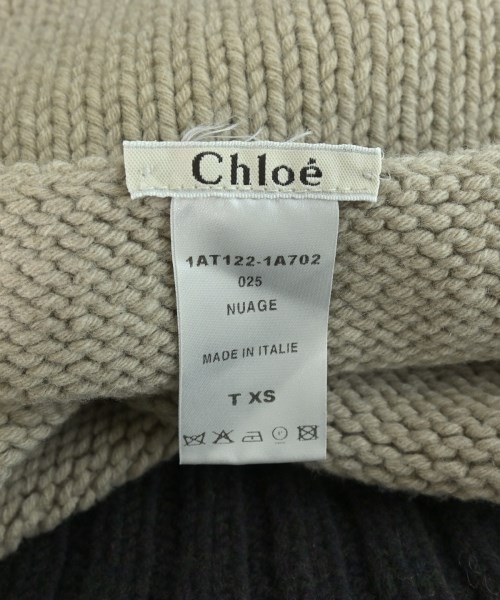 Chloé
1AT122-1A702
025
NUAGE
MADE IN ITALIE
T XS